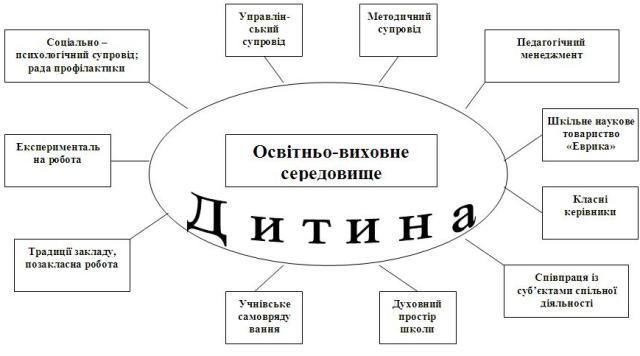 Соціально –
психологічний супровід;
рада профілактики
Управлін-
ський
супровід
Методичний
супровід
Педагогічний
менеджмент
Експерименталь
на робота
Освітньо-виховне
середовище
Шкільне наукове
товариство
«Еврика»
Класні
керівники
Дитина
Традиції закладу,
позакласна робота
Учнівське
самовряду
вання
Духовний
простір
школи
Співпраця із
суб’єктами спільної
діяльності